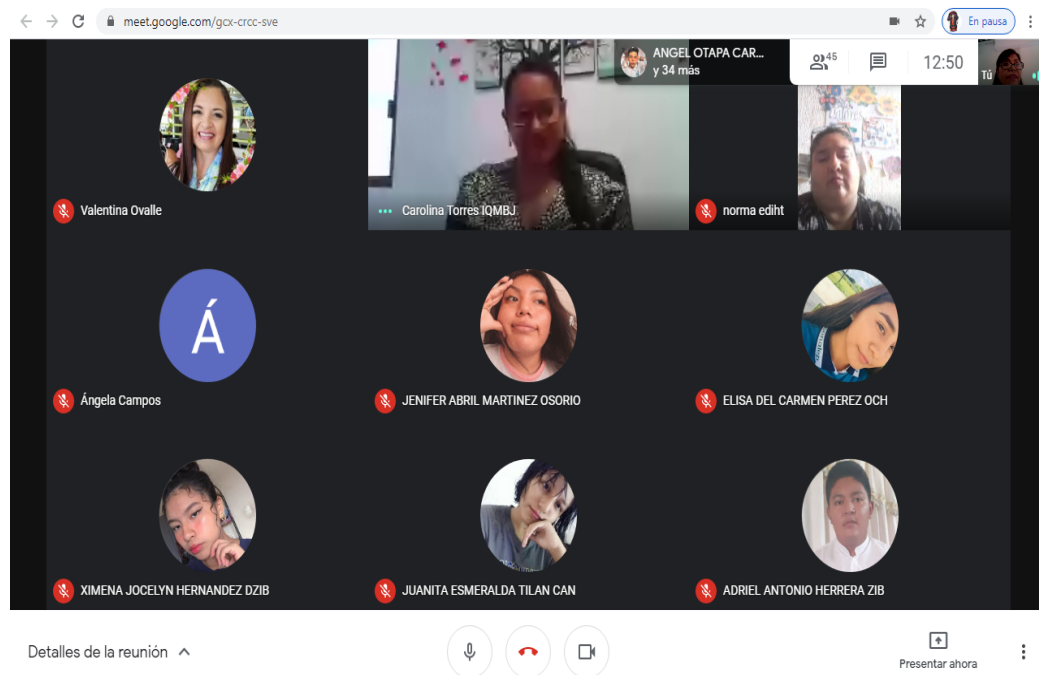 meet.google.com/gcx-crcc-sve
En pausa
ANGEL OTAPA CAR...
y 34 más
45
12:50
Tú
Valentina Ovalle
Carolina Torres IQMBJ
norma ediht
Á
Ángela Campos
JENIFER ABRIL MARTINEZ OSORIO
ELISA DEL CARMEN PEREZ OCH
XIMENA JOCELYN HERNANDEZ DZIB
JUANITA ESMERALDA TILAN CAN
ADRIEL ANTONIO HERRERA ZIB
Detalles de la reunión
Presentar ahora